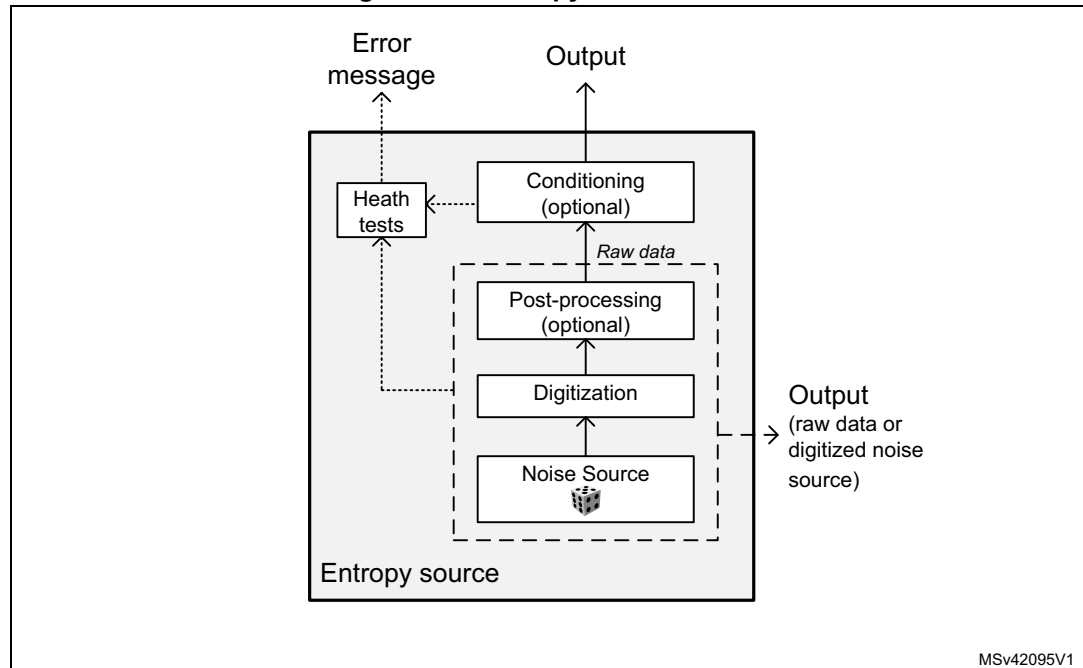 Error
message
Output
Conditioning
(optional)
Heath
tests
Raw data
Post-processing
(optional)
Digitization
Output
(raw data or
digitized noise
source)
Noise Source
Entropy source
MSv42095V1